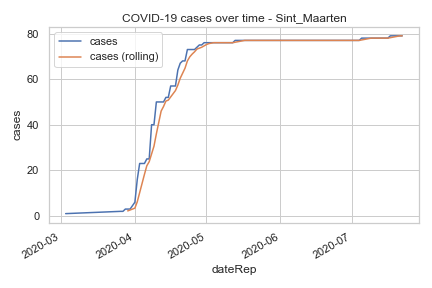 COVID-19 cases over time - Sint_Maarten
cases
cases (rolling)
80
60
40
20
0
cases
2020-03
2020-04
2020-05
2020-06
2020-07
dateRep